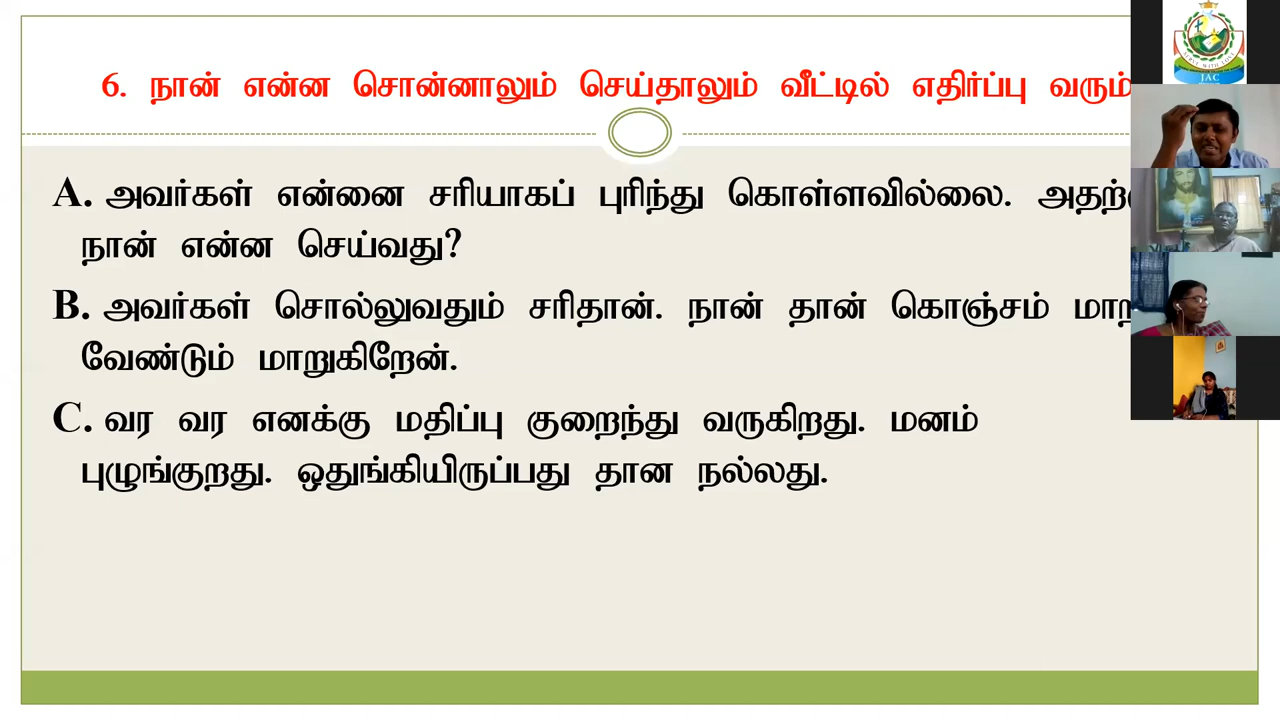 6. நான் என்ன சொன்னாலும் செய்தாலும் வீட்டில் எதிர்ப்பு வரும்
A. அவர்கள் என்னை சரியாகப் புரிந்து கொள்ளவில்லை.
நான் என்ன செய்வது?
B. அவர்கள் சொல்லுவதும் சரிதான். நான் தான் கொஞ்சம்
வேண்டும் மாறுகிறேன்.
C. வர வர எனக்கு மதிப்பு குறைந்து வருகிறது. மனம்
புழுங்குறது. ஒதுங்கியிருப்பது தான நல்லது.
JAC